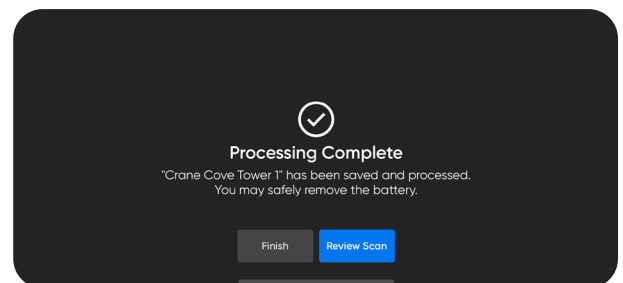 Processing Complete
"Crane Cove Tower 1" has been saved and processed.
You may safely remove the battery.
Finish
Review Scan